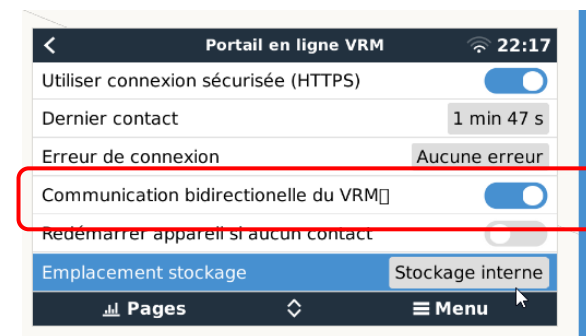 Portail en ligne VRM 22:17
Utiliser connexion sécurisée (HTTPS)
Dernier contact 1 min 47 s
Erreur de connexion Aucune erreur
Communication bidirectionelle du VRM▯
Redémarrer appareil si aucun contact
Emplacement stockage Stockage interne
Pages Menu